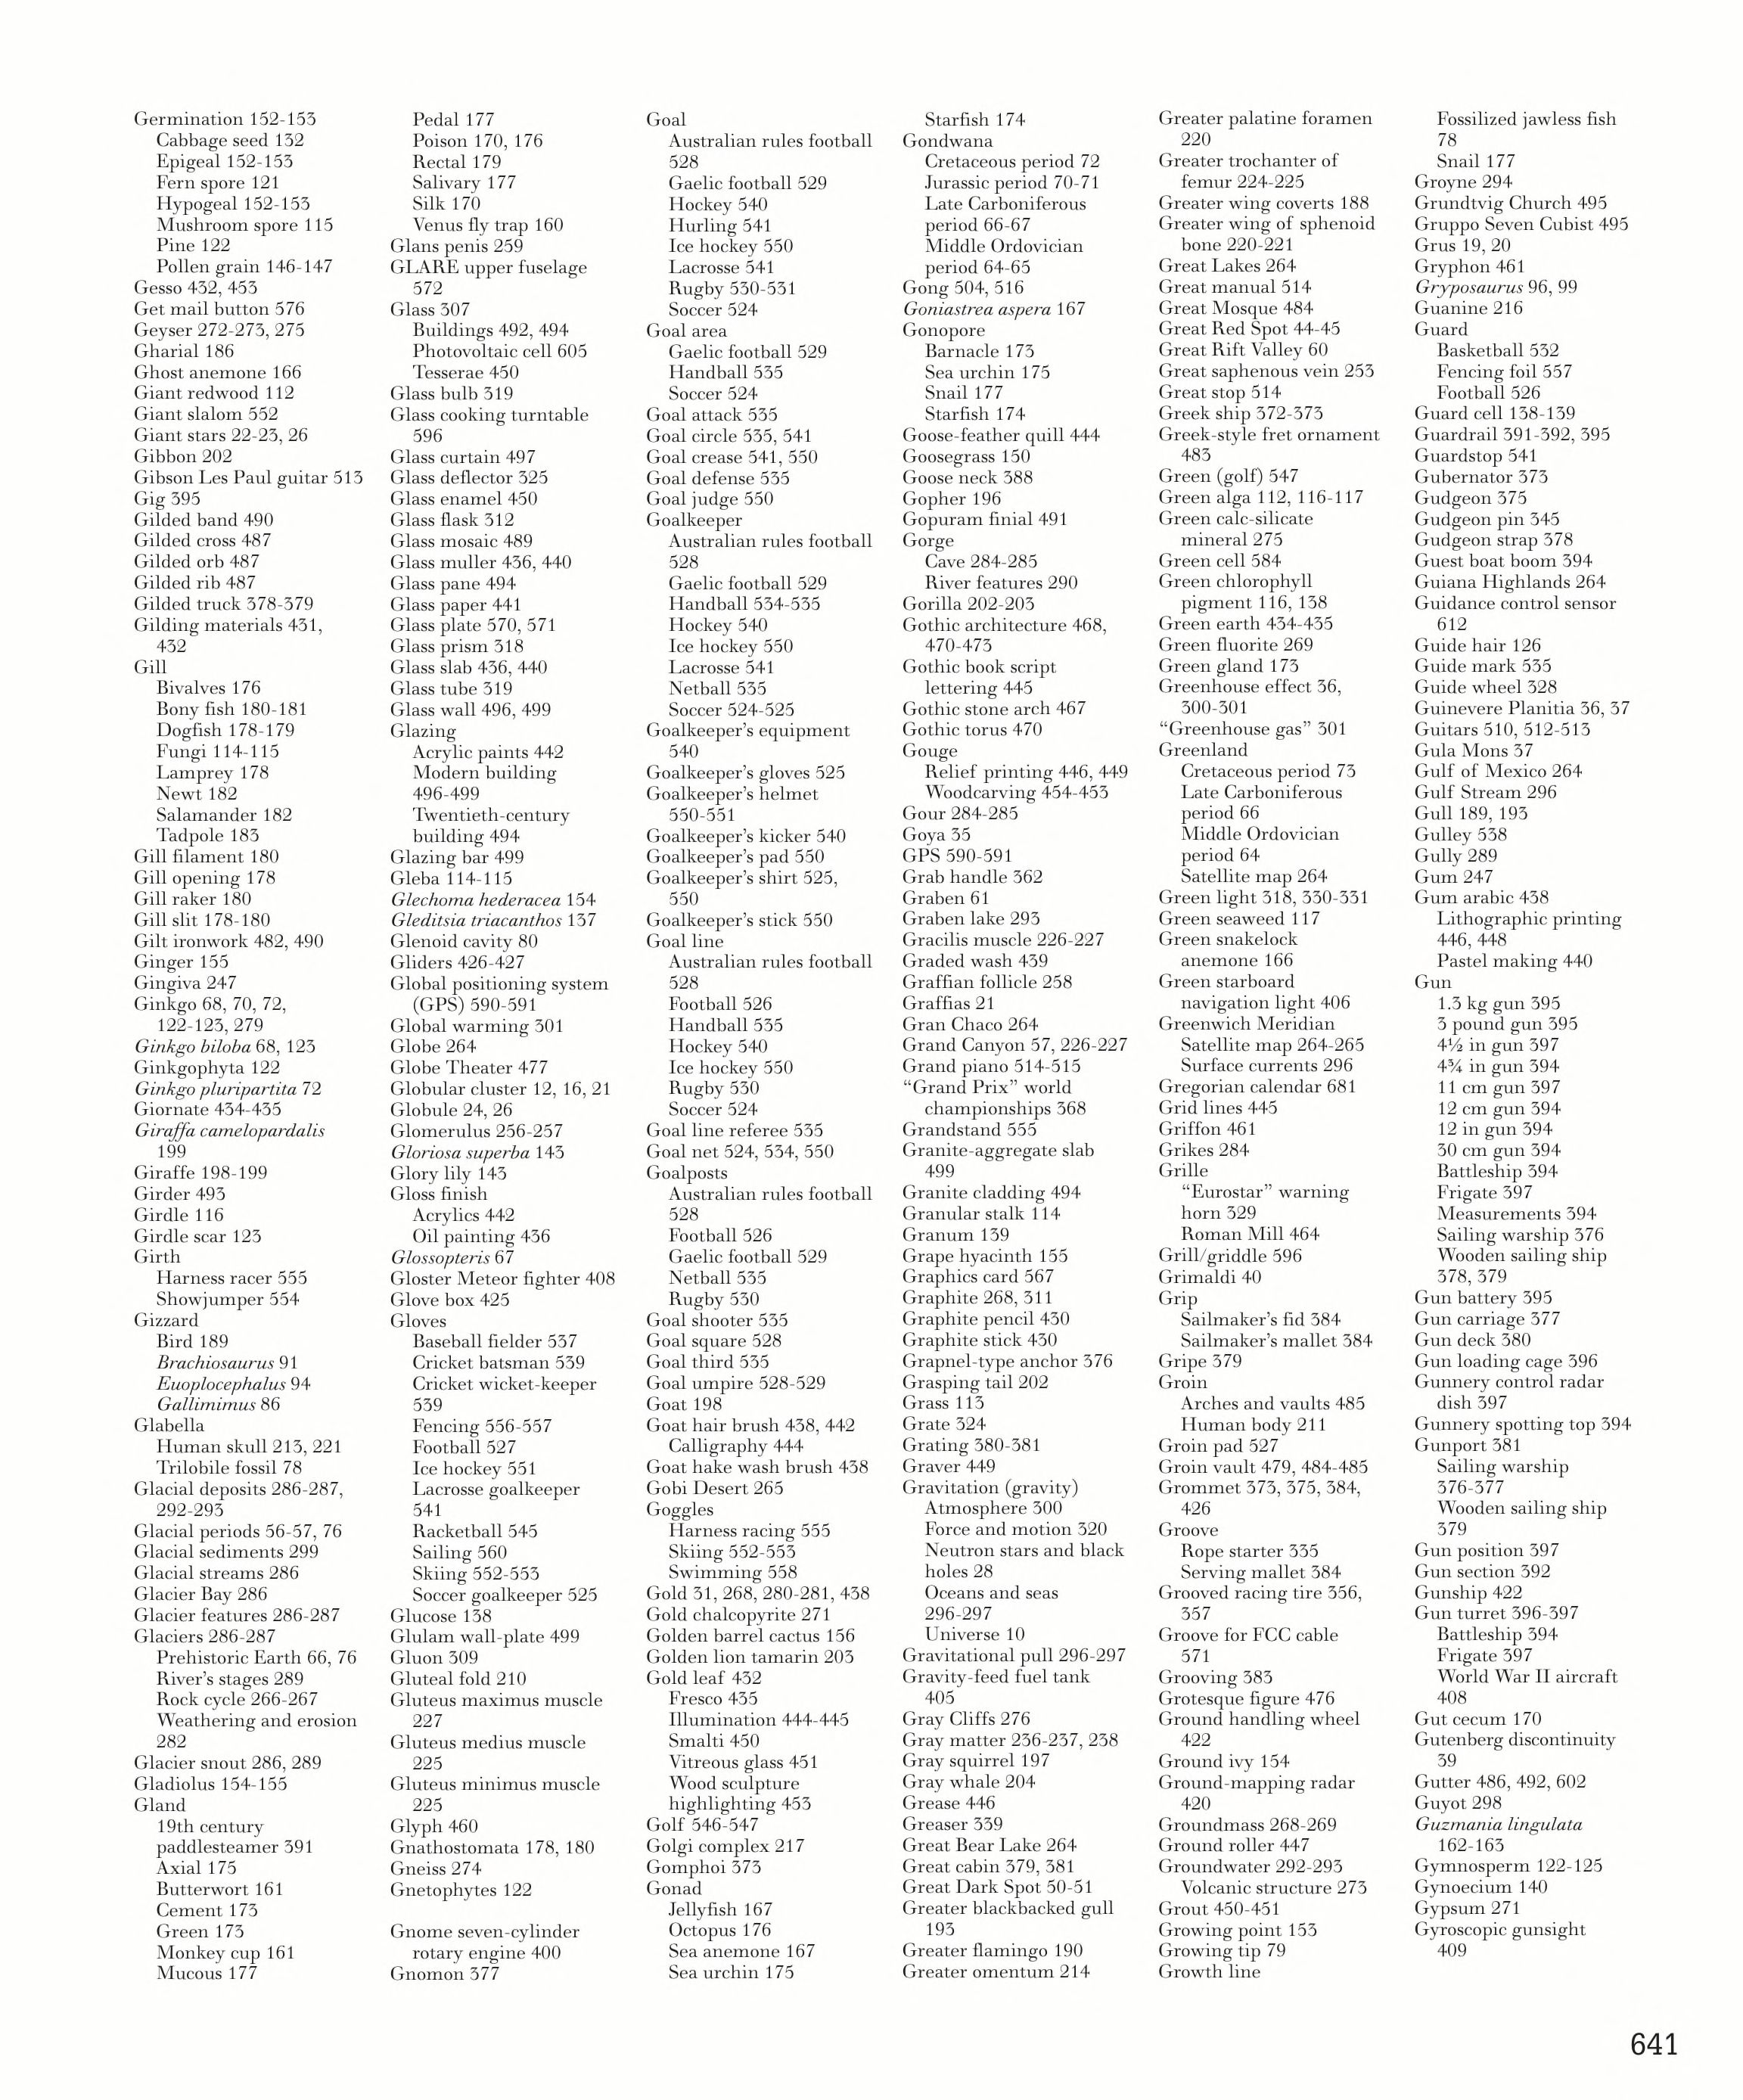 Germination 152-153
Cabbage seed 132
Epigeal 152-153
Fern spore 121
Hypogeal 152-153
Mushroom spore 115
Pine 122
Pollen grain 146-147
Gesso 432, 453
Get mail button 576
Geyser 272-273, 275
Gharial 186
Ghost anemone 166
Giant redwood 112
Giant slalom 552
Giant stars 22-23, 26
Gibbon 202
Gibson Les Paul guitar 513
Gig 395
Gilded band 490
Gilded cross 487
Gilded orb 487
Gilded rib 487
Gilded truck 378-379
Gilding materials 431,
432
Gill
Bivalves 176
Bony fish 180-181
Dogfish 178-179
Fungi 114-115
Lamprey 178
Newt 182
Salamander 182
Tadpole 183
Gill filament 180
Gill opening 178
Gill raker 180
Gill slit 178-180
Gilt ironwork 482, 490
Ginger 155
Gingiva 247
Ginkgo 68, 70, 72,
122-123, 279
Ginkgo biloba 68, 123
Ginkgophyta 122
Ginkgo pluripartita 72
Giornate 434-435
Giraffa camelopardalis
199
Giraffe 198-199
Girder 493
Girdle 116
Girdle scar 123
Girth
Harness racer 555
Showjumper 554
Gizzard
Bird 189
Brachiosaurus 91
Euoplocephalus 94
Gallimimus 86
Glabella
Human skull 213, 221
Trilobile fossil 78
Glacial deposits 286-287,
292-293
Glacial periods 56-57, 76
Glacial sediments 299
Glacial streams 286
Glacier Bay 286
Glacier features 286-287
Glaciers 286-287
Prehistoric Earth 66, 76
River's stages 289
Rock cycle 266-267
Weathering and erosion
282
Glacier snout 286, 289
Gladiolus 154-155
Gland
19th century
paddlesteamer 391
Axial 175
Butterwort 161
Cement 173
Green 173
Monkey cup 161
Mucous 177
Pedal 177
Poison 170, 176
Rectal 179
Salivary 177
Silk 170
Venus fly trap 160
Glans penis 259
GLARE upper fuselage
572
Glass 307
Buildings 492, 494
Photovoltaic cell 605
Tesserae 450
Glass bulb 319
Glass cooking turntable
596
Glass curtain 497
Glass deflector 325
Glass enamel 450
Glass flask 312
Glass mosaic 489
Glass muller 436, 440
Glass pane 494
Glass paper 441
Glass plate 570, 571
Glass prism 318
Glass slab 436, 440
Glass tube 319
Glass wall 496, 499
Glazing
Acrylic paints 442
Modern building
496-499
Twentieth-century
building 494
Glazing bar 499
Gleba 114-115
Glechoma hederacea 154
Gleditsia triacanthos 137
Glenoid cavity 80
Gliders 426-427
Global positioning system
(GPS) 590-591
Global warming 301
Globe 264
Globe Theater 477
Globular cluster 12, 16, 21
Globule 24, 26
Glomerulus 256-257
Gloriosa superba 143
Glory lily 143
Gloss finish
Acrylics 442
Oil painting 436
Glossopteris 67
Gloster Meteor fighter 408
Glove box 425
Gloves
Baseball fielder 537
Cricket batsman 539
Cricket wicket-keeper
539
Fencing 556-557
Football 527
Ice hockey 551
Lacrosse goalkeeper
541
Racketball 545
Sailing 560
Skiing 552-553
Soccer goalkeeper 525
Glucose 138
Glulam wall-plate 499
Gluon 309
Gluteal fold 210
Gluteus maximus muscle
227
Gluteus medius muscle
225
Gluteus minimus muscle
225
Glyph 460
Gnathostomata 178, 180
Gneiss 274
Gnetophytes 122
Gnome seven-cylinder
rotary engine 400
Gnomon 377
Goal
Australian rules football
528
Gaelic football 529
Hockey 540
Hurling 541
Ice hockey 550
Lacrosse 541
Rugby 530-531
Soccer 524
Goal area
Gaelic football 529
Handball 535
Soccer 524
Goal attack 535
Goal circle 535, 541
Goal crease 541, 550
Goal defense 535
Goal judge 550
Goalkeeper
Australian rules football
528
Gaelic football 529
Handball 534-535
Hockey 540
Ice hockey 550
Lacrosse 541
Netball 535
Soccer 524-525
Goalkeeper's equipment
540
Goalkeeper's gloves 525
Goalkeeper's helmet
550-551
Goalkeeper's kicker 540
Goalkeeper's pad 550
Goalkeeper's shirt 525,
550
Goalkeeper's stick 550
Goal line
Australian rules football
528
Football 526
Handball 535
Hockey 540
Ice hockey 550
Rugby 530
Soccer 524
Goal line referee 535
Goal net 524, 534, 550
Goalposts
Australian rules football
528
Football 526
Gaelic football 529
Netball 535
Rugby 530
Goal shooter 535
Goal square 528
Goal third 535
Goal umpire 528-529
Goat 198
Goat hair brush 438, 442
Calligraphy 444
Goat hake wash brush 438
Gobi Desert 265
Goggles
Harness racing 555
Skiing 552-553
Swimming 558
Gold 31, 268, 280-281, 438
Gold chalcopyrite 271
Golden barrel cactus 156
Golden lion tamarin 203
Gold leaf 432
Fresco 435
Illumination 444-445
Smalti 450
Vitreous glass 451
Wood sculpture
highlighting 453
Golf 546-547
Golgi complex 217
Gomphoi 373
Gonad
Jellyfish 167
Octopus 176
Sea anemone 167
Sea urchin 175
Starfish 174
Gondwana
Cretaceous period 72
Jurassic period 70-71
Late Carboniferous
period 66-67
Middle Ordovician
period 64-65
Gong 504, 516
Goniastrea aspera 167
Gonopore
Barnacle 173
Sea urchin 175
Snail 177
Starfish 174
Goose-feather quill 444
Goosegrass 150
Goose neck 388
Gopher 196
Gopuram finial 491
Gorge
Cave 284-285
River features 290
Gorilla 202-203
Gothic architecture 468,
470-473
Gothic book script
lettering 445
Gothic stone arch 467
Gothic torus 470
Gouge
Relief printing 446, 449
Woodcarving 454-453
Gour 284-285
Goya 35
GPS 590-591
Grab handle 362
Graben 61
Graben lake 293
Gracilis muscle 226-227
Graded wash 439
Graffian follicle 258
Graffias 21
Gran Chaco 264
Grand Canyon 57, 226-227
Grand piano 514-515
“Grand Prix” world
championships 368
Grandstand 555
Granite-aggregate slab
499
Granite cladding 494
Granular stalk 114
Granum 139
Grape hyacinth 155
Graphics card 567
Graphite 268, 311
Graphite pencil 430
Graphite stick 430
Grapnel-type anchor 376
Grasping tail 202
Grass 113
Grate 324
Grating 380-381
Graver 449
Gravitation (gravity)
Atmosphere 300
Force and motion 320
Neutron stars and black
holes 28
Oceans and seas
296-297
Universe 10
Gravitational pull 296-297
Gravity-feed fuel tank
405
Gray Cliffs 276
Gray matter 236-237, 238
Gray squirrel 197
Gray whale 204
Grease 446
Greaser 339
Great Bear Lake 264
Great cabin 379, 381
Great Dark Spot 50-51
Greater blackbacked gull
193
Greater flamingo 190
Greater omentum 214
Greater palatine foramen
220
Greater trochanter of
femur 224-225
Greater wing coverts 188
Greater wing of sphenoid
bone 220-221
Great Lakes 264
Great manual 514
Great Mosque 484
Great Red Spot 44-45
Great Rift Valley 60
Great saphenous vein 253
Great stop 514
Greek ship 372-373
Greek-style fret ornament
483
Green (golf) 547
Green alga 112, 116-117
Green calc-silicate
mineral 275
Green cell 584
Green chlorophyll
pigment 116, 138
Green earth 434-435
Green fluorite 269
Green gland 173
Greenhouse effect 36,
300-301
“Greenhouse gas” 301
Greenland
Cretaceous period 73
Late Carboniferous
period 66
Middle Ordovician
period 64
Satellite map 264
Green light 318, 330-331
Green seaweed 117
Green snakelock
anemone 166
Green starboard
navigation light 406
Greenwich Meridian
Satellite map 264-265
Surface currents 296
Gregorian calendar 681
Grid lines 445
Griffon 461
Grikes 284
Grille
“Eurostar” warning
horn 329
Roman Mill 464
Grill/griddle 596
Grimaldi 40
Grip
Sailmaker's fid 384
Sailmaker's mallet 384
Gripe 379
Groin
Arches and vaults 485
Human body 211
Groin pad 527
Groin vault 479, 484-485
Grommet 373, 375, 384,
426
Groove
Rope starter 335
Serving mallet 384
Grooved racing tire 356,
357
Groove for FCC cable
571
Grooving 383
Grotesque figure 476
Ground handling wheel
422
Ground ivy 154
Ground-mapping radar
420
Groundmass 268-269
Ground roller 447
Groundwater 292-293
Volcanic structure 273
Grout 450-451
Growing point 153
Growing tip 79
Growth line
Fossilized jawless fish
78
Snail 177
Groyne 294
Grundtvig Church 495
Gruppo Seven Cubist 495
Grus 19, 20
Gryphon 461
Gryposaurus 96, 99
Guanine 216
Guard
Basketball 532
Fencing foil 557
Football 526
Guard cell 138-139
Guardrail 391-392, 395
Guardstop 541
Gubernator 373
Gudgeon 375
Gudgeon pin 345
Gudgeon strap 378
Guest boat boom 394
Guiana Highlands 264
Guidance control sensor
612
Guide hair 126
Guide mark 535
Guide wheel 328
Guinevere Planitia 36, 37
Guitars 510, 512-513
Gula Mons 37
Gulf of Mexico 264
Gulf Stream 296
Gull 189, 193
Gulley 538
Gully 289
Gum 247
Gum arabic 438
Lithographic printing
446, 448
Pastel making 440
Gun
1.3 kg gun 395
3 pound gun 395
4½ in gun 397
4¾ in gun 394
11 cm gun 397
12 cm gun 394
12 in gun 394
30 cm gun 394
Battleship 394
Frigate 397
Measurements 394
Sailing warship 376
Wooden sailing ship
378, 379
Gun battery 395
Gun carriage 377
Gun deck 380
Gun loading cage 396
Gunnery control radar
dish 397
Gunnery spotting top 394
Gunport 381
Sailing warship
376-377
Wooden sailing ship
379
Gun position 397
Gun section 392
Gunship 422
Gun turret 396-397
Battleship 394
Frigate 397
World War II aircraft
408
Gut cecum 170
Gutenberg discontinuity
39
Gutter 486, 492, 602
Guyot 298
Guzmania lingulata
162-163
Gymnosperm 122-125
Gynoecium 140
Gypsum 271
Gyroscopic gunsight
409
641